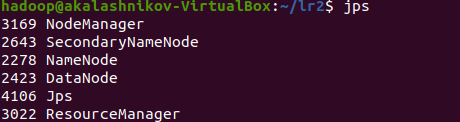 hadoop@akalashnikov-VirtualBox:~/lr2$ jps
3169 NodeManager
2643 SecondaryNameNode
2278 NameNode
2423 DataNode
4106 Jps
3022 ResourceManager